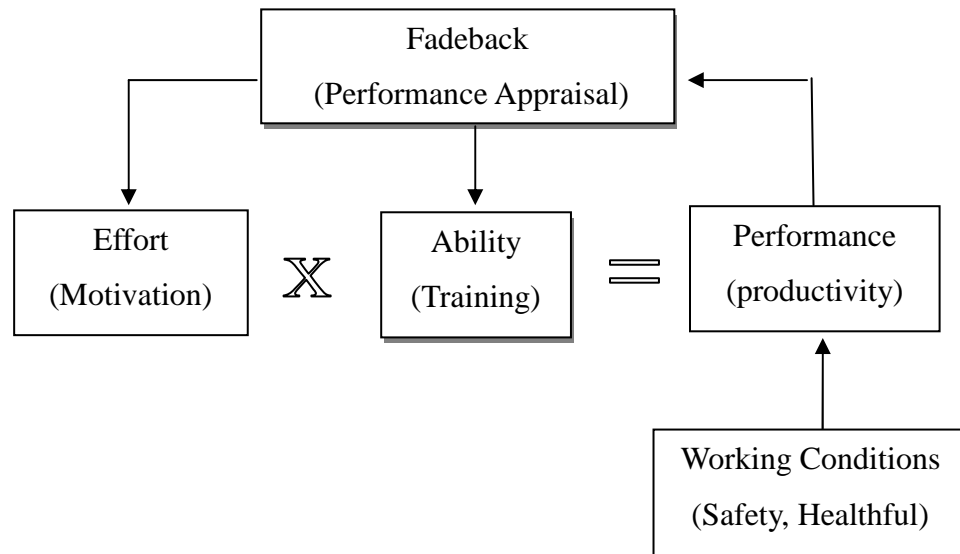 Fadeback
(Performance Appraisal)
Effort
(Motivation)
X
Ability
(Training)
=
Performance
(productivity)
Working Conditions
(Safety, Healthful)